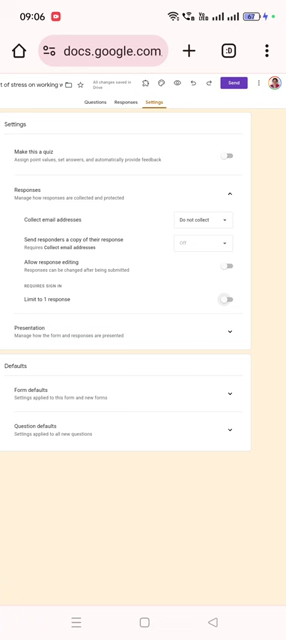 09:06
67
docs.google.com
:D
t of stress on working w
All changes saved in
Drive
Send
Questions Responses Settings
Settings
Make this a quiz
Assign point values, set answers, and automatically provide feedback
Responses
Manage how responses are collected and protected
Collect email addresses
Do not collect
Send responders a copy of their response
Requires Collect email addresses
Off
Allow response editing
Responses can be changed after being submitted
REQUIRES SIGN IN
Limit to 1 response
Presentation
Manage how the form and responses are presented
Defaults
Form defaults
Settings applied to this form and new forms
Question defaults
Settings applied to all new questions